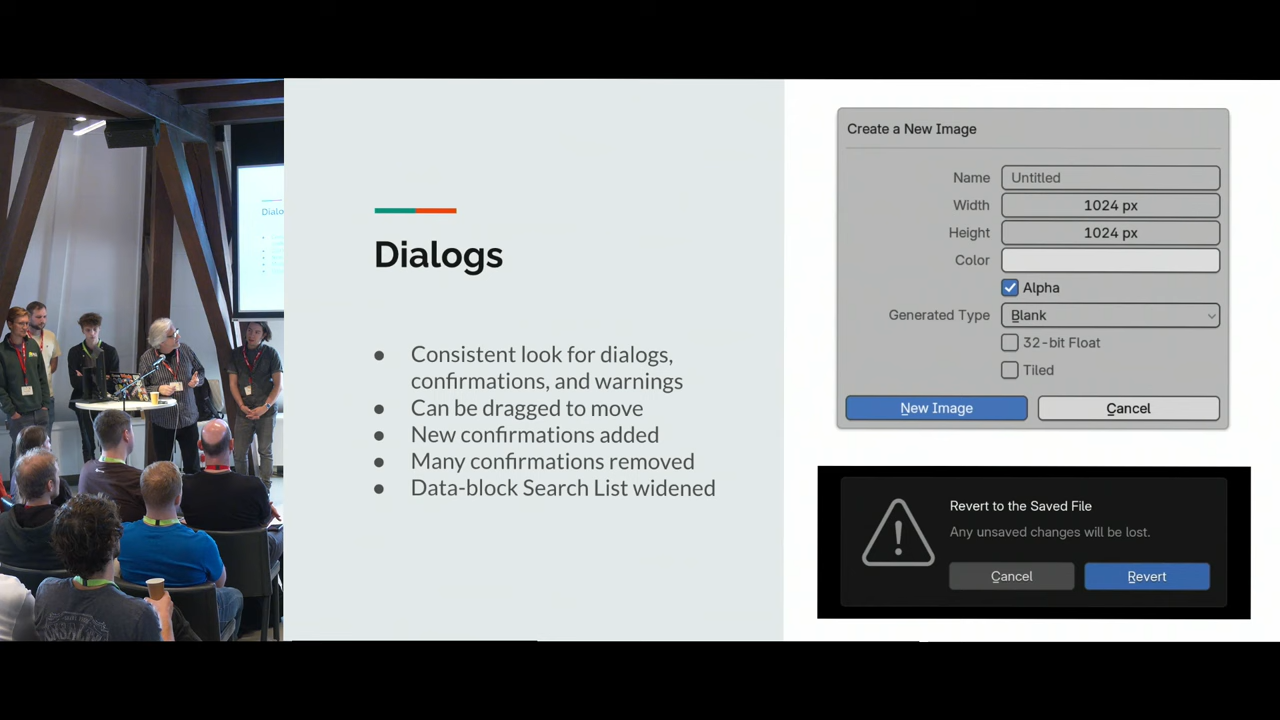 Dialogs
Consistent look for dialogs,
confirmations, and warnings
Can be dragged to move
New confirmations added
Many confirmations removed
Data-block Search List widened
Create a New Image
Name Untitled
Width 1024 px
Height 1024 px
Color
Alpha
Generated Type Blank
32-bit Float
Tiled
New Image Cancel
Revert to the Saved File
Any unsaved changes will be lost.
Cancel Revert
Dialo